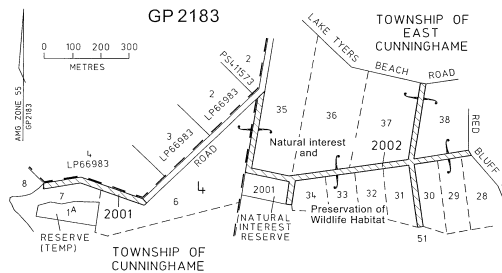 GP 2183
TOWNSHIP OF
EAST
CUNNINGHAME
0 100 200 300
METRES
AMG ZONE 55
GP2183
LAKE TYERS
BEACH ROAD
2
PS411573
2
LP66983
3
LP66983
ROAD
4
LP66983
35
36
37
38
RED
BLUFF
Natural interest
and
2002
4
8
7
1A
2001
6
2001
34
33
32
31
30
29
28
RESERVE
(TEMP)
NATURAL
INTEREST
RESERVE
Preservation of
Wildlife Habitat
51
TOWNSHIP OF
CUNNINGHAME